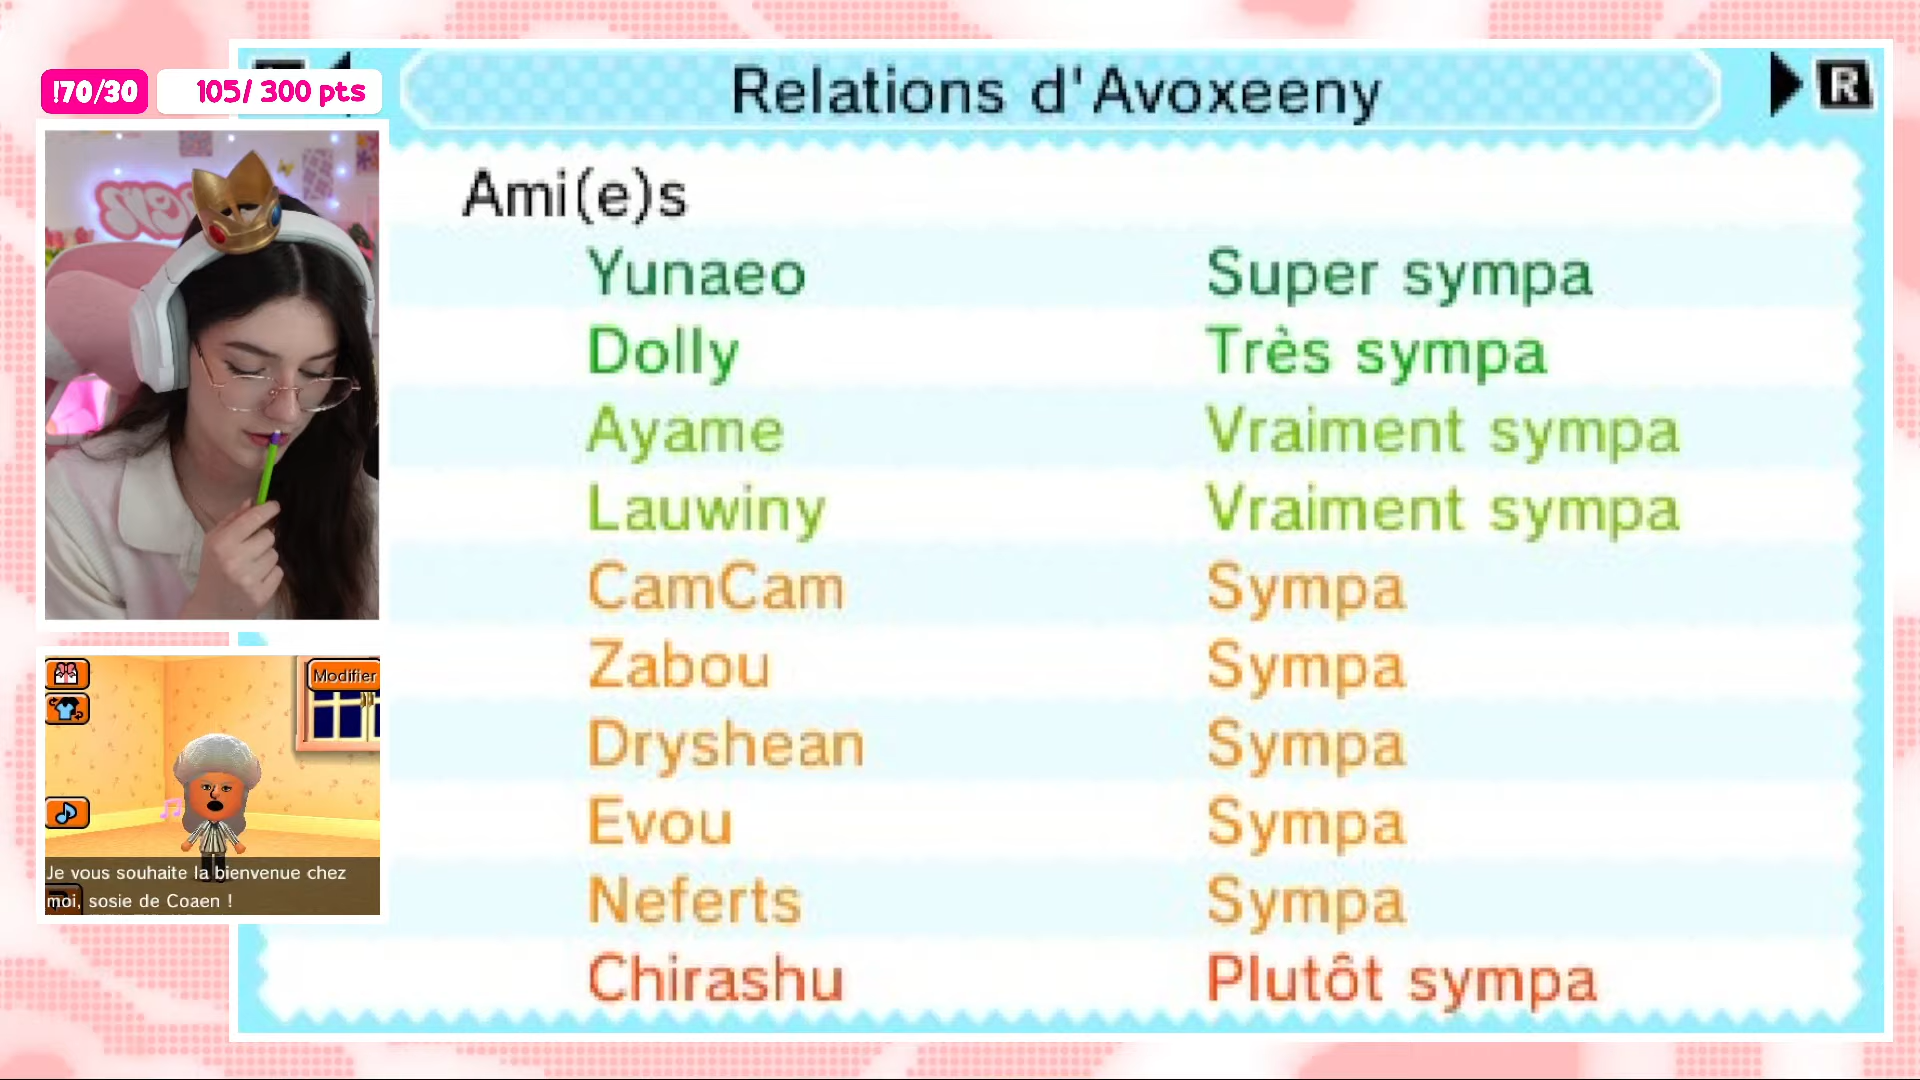 !70/30
105/ 300 pts
Relations d'Avoxeeny
R
Ami(e)s
Yunaeo Super sympa
Dolly Très sympa
Ayame Vraiment sympa
Lauwiny Vraiment sympa
CamCam Sympa
Zabou Sympa
Dryshean Sympa
Evou Sympa
Neferts Sympa
Chirashu Plutôt sympa
Modifier
Je vous souhaite la bienvenue chez
moi, sosie de Coaen !